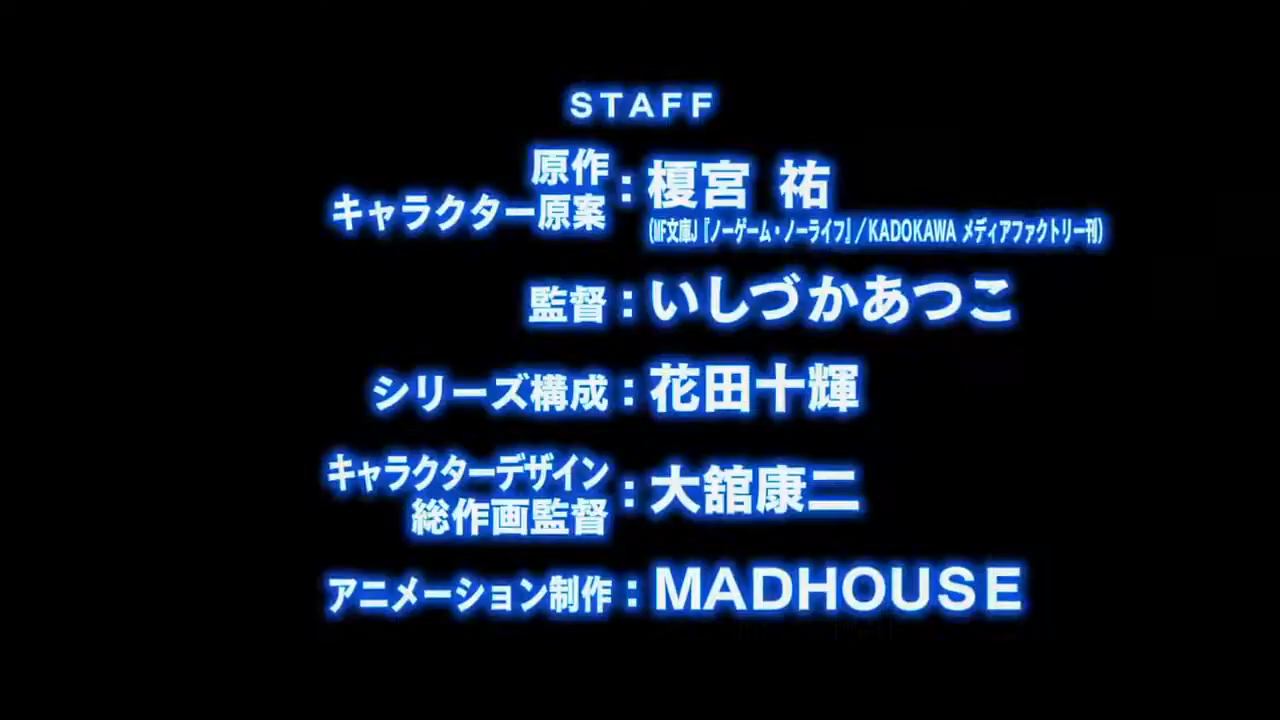 STAFF
原作
キャラクター原案：榎宮 祐
(MF文庫J『ノーゲーム・ノーライフ』/KADOKAWA メディアファクトリー刊)
監督：いしづかあつこ
シリーズ構成：花田十輝
キャラクターデザイン
総作画監督：大舘康二
アニメーション制作：MADHOUSE